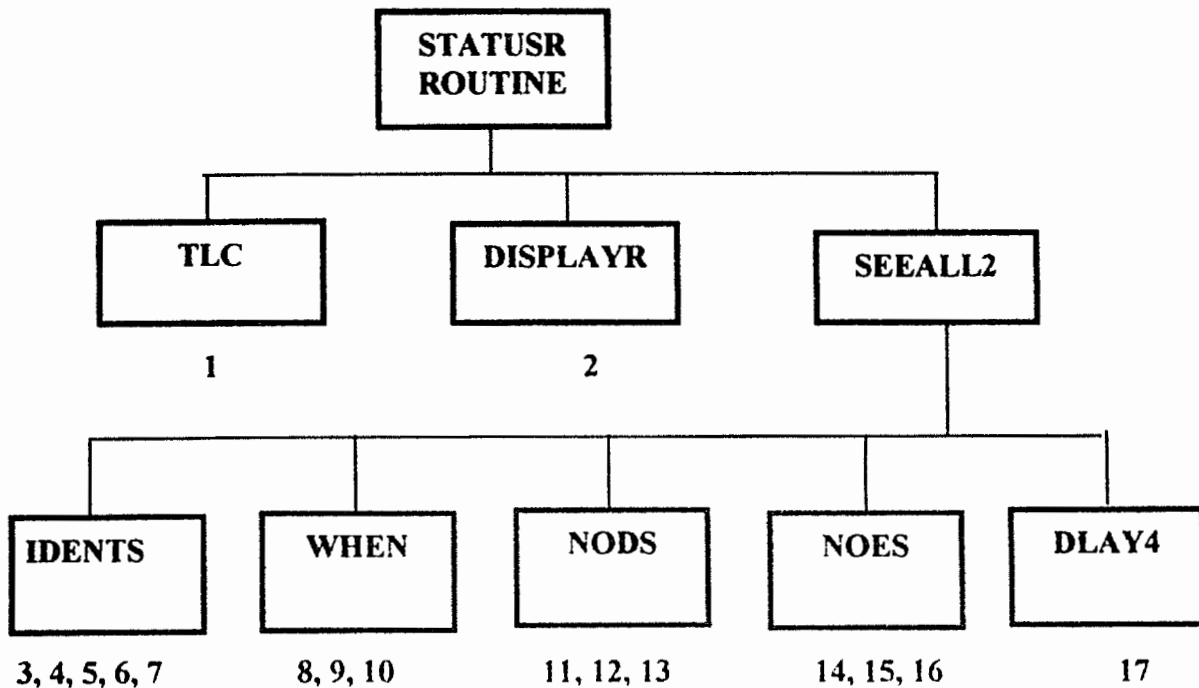 STATUSR
ROUTINE
TLC
DISPLAYR
SEEALL2
1
2
IDENTS
WHEN
NODS
NOES
DLAY4
3, 4, 5, 6, 7
8, 9, 10
11, 12, 13
14, 15, 16
17